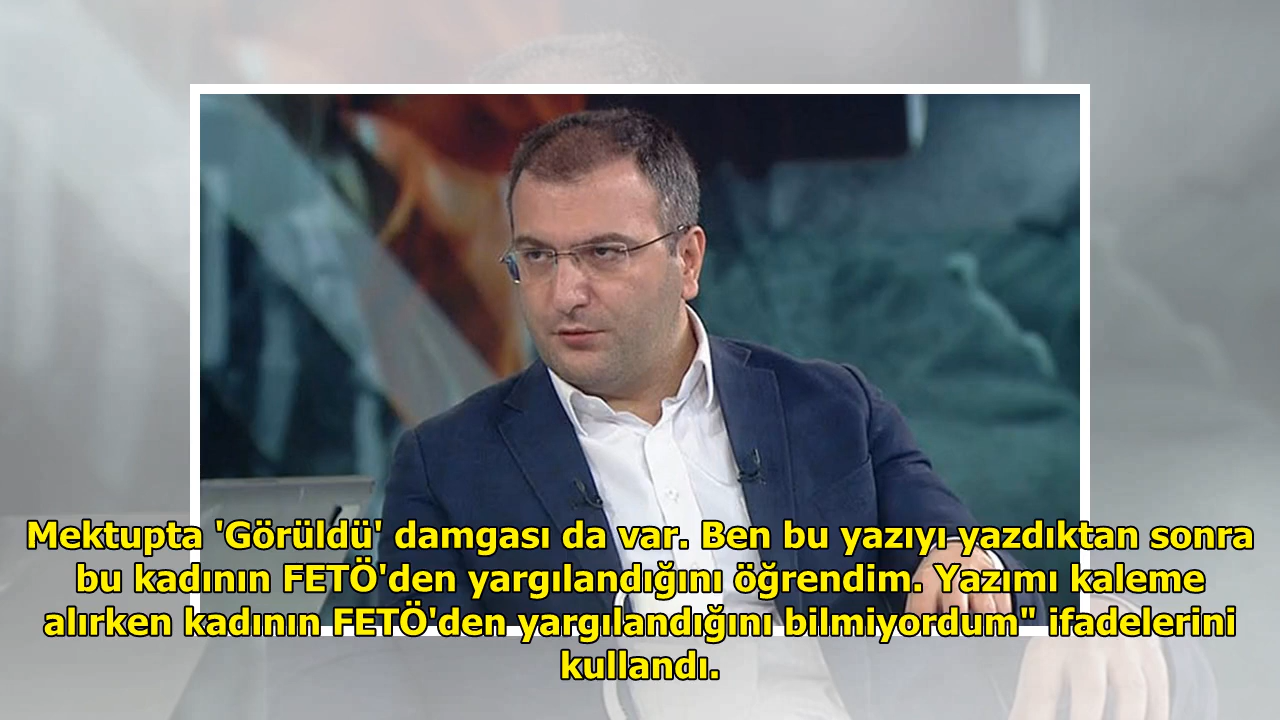 Mektupta 'Görüldü' damgası da var. Ben bu yazıyı yazdıktan sonra
bu kadının FETÖ'den yargılandığını öğrendim. Yazımı kaleme
alırken kadının FETÖ'den yargılandığını bilmiyordum" ifadelerini
kullandı.